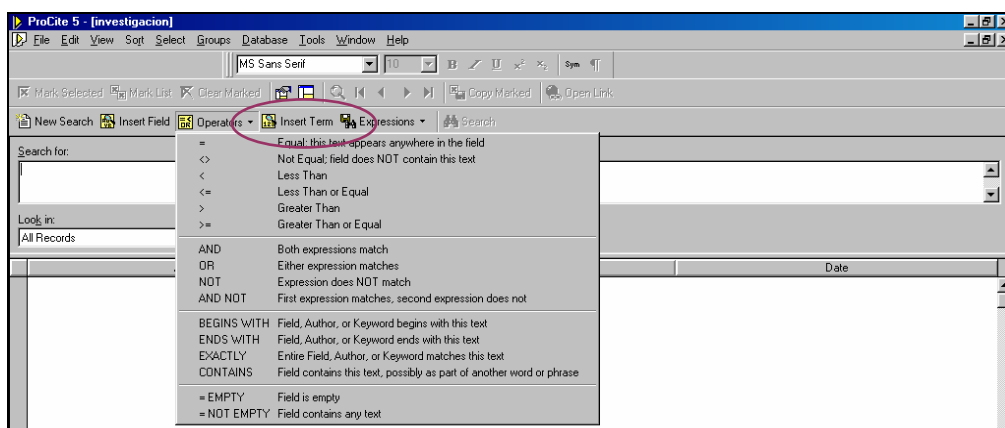 ProCite 5 - [investigacion]
File Edit View Sort Select Groups Database Tools Window Help
MS Sans Serif 10 B Z U x² x₂ Sym ¶
Mark Selected Mark List Clear Marked Copy Marked Open Link
New Search Insert Field Operators Insert Term Expressions Search
Search for:
= Equal; this text appears anywhere in the field
<> Not Equal; field does NOT contain this text
< Less Than
<= Less Than or Equal
> Greater Than
>= Greater Than or Equal
Look in:
All Records
AND Both expressions match
OR Either expression matches
NOT Expression does NOT match
AND NOT First expression matches, second expression does not
Date
BEGINS WITH Field, Author, or Keyword begins with this text
ENDS WITH Field, Author, or Keyword ends with this text
EXACTLY Entire Field, Author, or Keyword matches this text
CONTAINS Field contains this text, possibly as part of another word or phrase
= EMPTY Field is empty
= NOT EMPTY Field contains any text